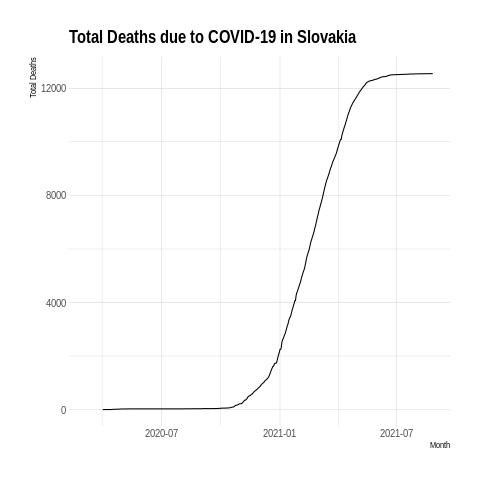 Total Deaths due to COVID-19 in Slovakia
Total Deaths
12000
8000
4000
0
2020-07
2021-01
2021-07
Month